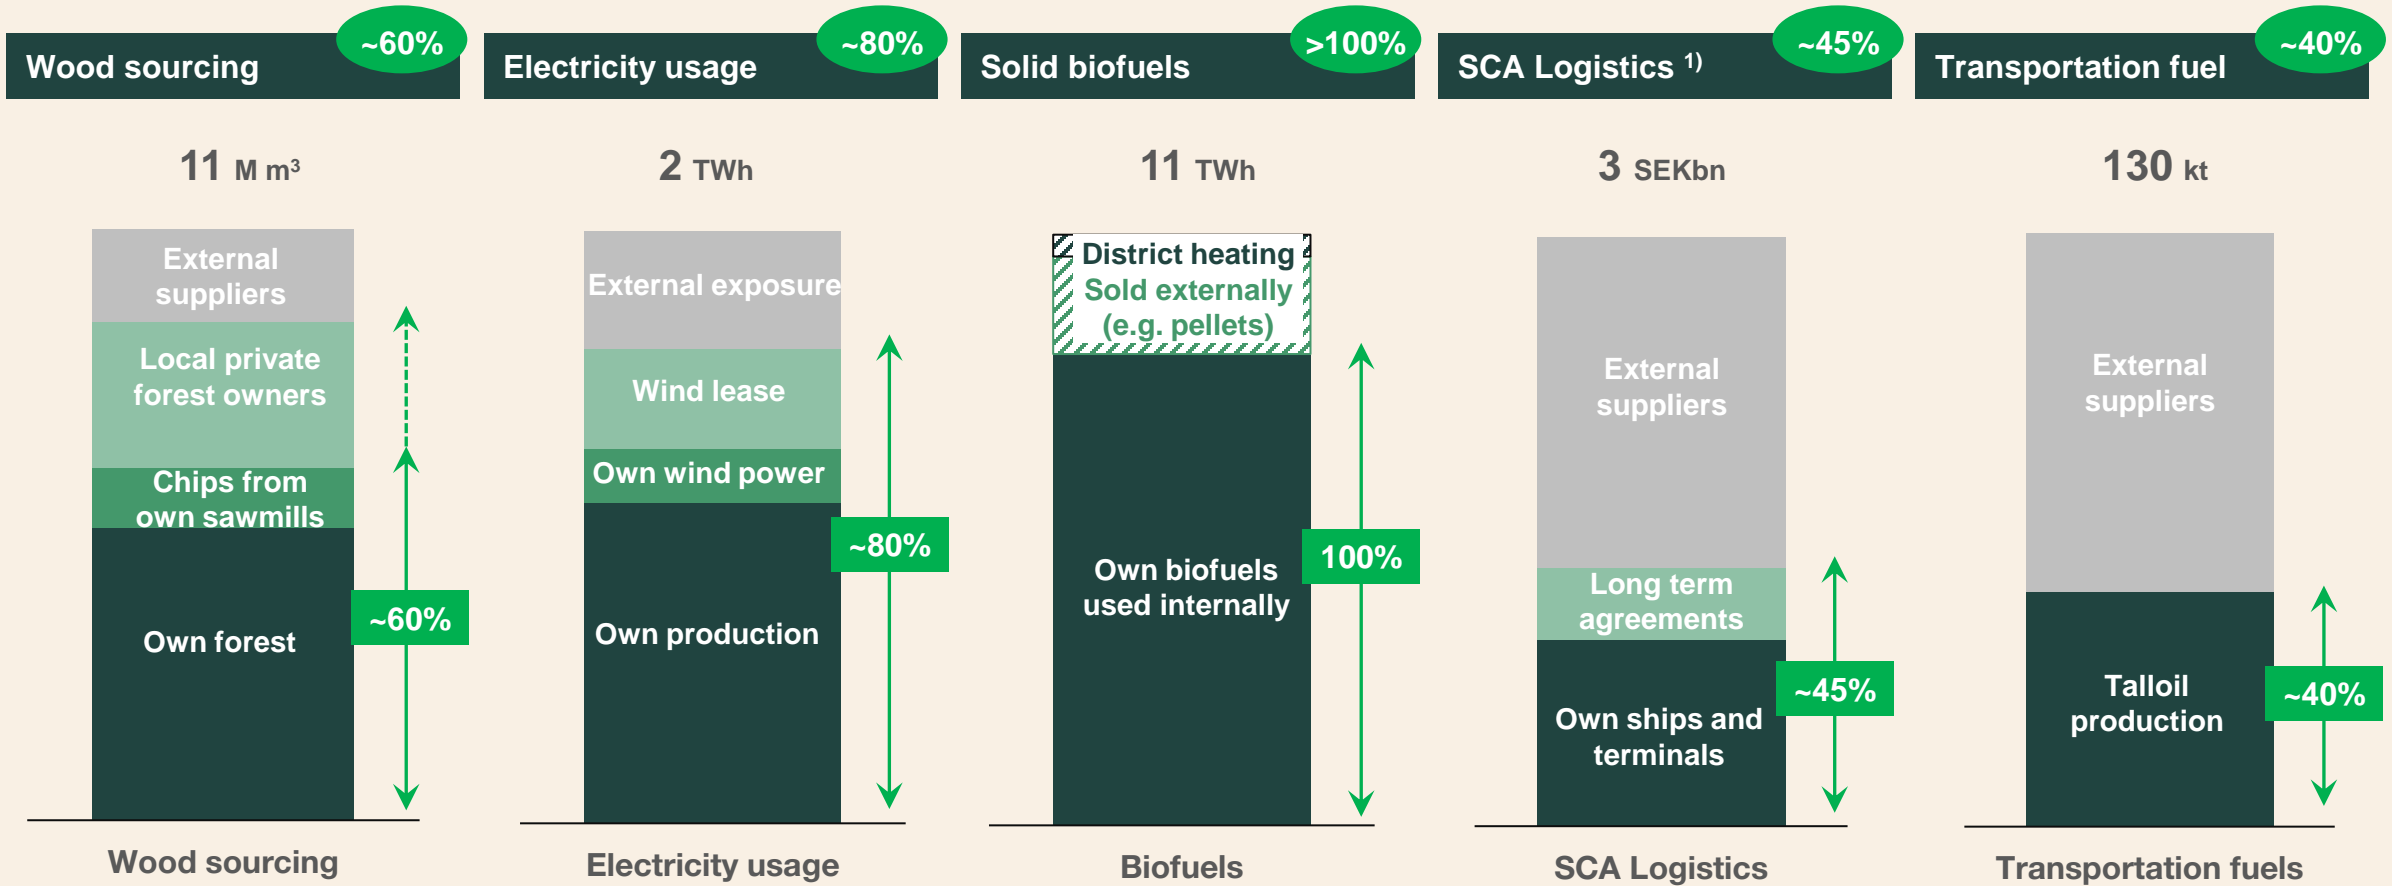 Wood sourcing
~60%
Electricity usage
~80%
Solid biofuels
>100%
SCA Logistics ¹⁾
~45%
Transportation fuel
~40%
11 M m³
2 TWh
11 TWh
3 SEKbn
130 kt
External
suppliers
Local private
forest owners
Chips from
own sawmills
Own forest
~60%
Wood sourcing
External exposure
Wind lease
Own wind power
Own production
~80%
Electricity usage
District heating
Sold externally
(e.g. pellets)
Own biofuels
used internally
100%
Biofuels
External
suppliers
Long term
agreements
Own ships and
terminals
~45%
SCA Logistics
External
suppliers
Talloil
production
~40%
Transportation fuels